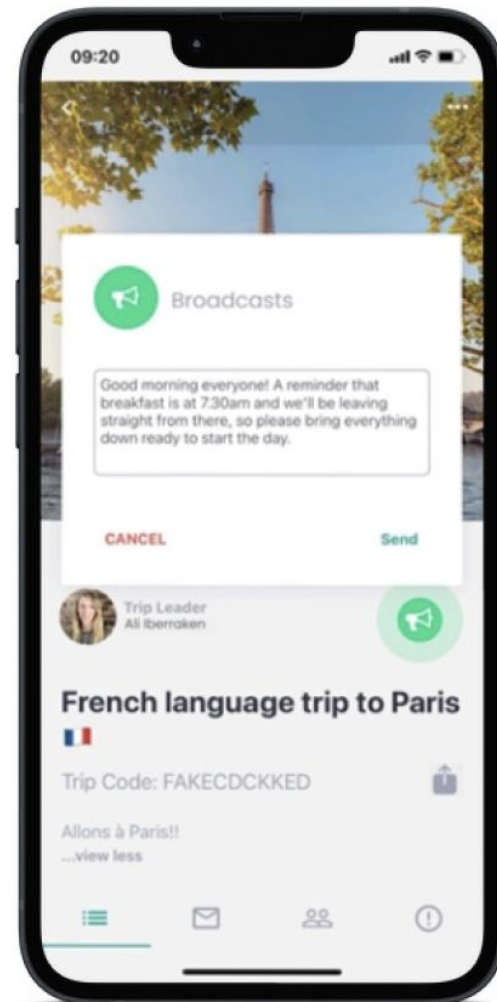 09:20
Broadcasts
Good morning everyone! A reminder that
breakfast is at 7.30am and we'll be leaving
straight from there, so please bring everything
down ready to start the day.
CANCEL
Send
Trip Leader
Ali Iberraken
French language trip to Paris
Trip Code: FAKECDCKKED
Allons à Paris!!
...view less